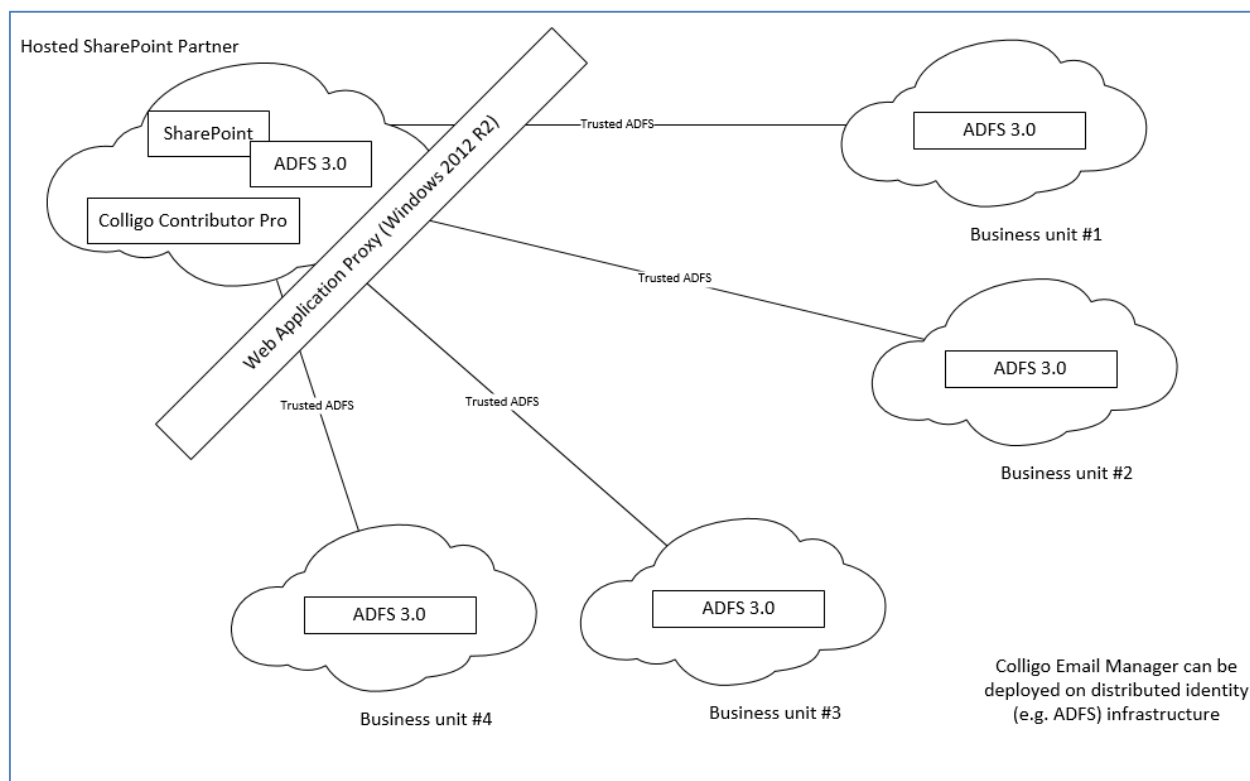 Hosted SharePoint Partner
SharePoint
ADFS 3.0
Colligo Contributor Pro
Web Application Proxy (Windows 2012 R2)
Trusted ADFS
ADFS 3.0
Business unit #1
Trusted ADFS
ADFS 3.0
Business unit #2
Trusted ADFS
Trusted ADFS
ADFS 3.0
Business unit #4
ADFS 3.0
Business unit #3
Colligo Email Manager can be
deployed on distributed identity
(e.g. ADFS) infrastructure